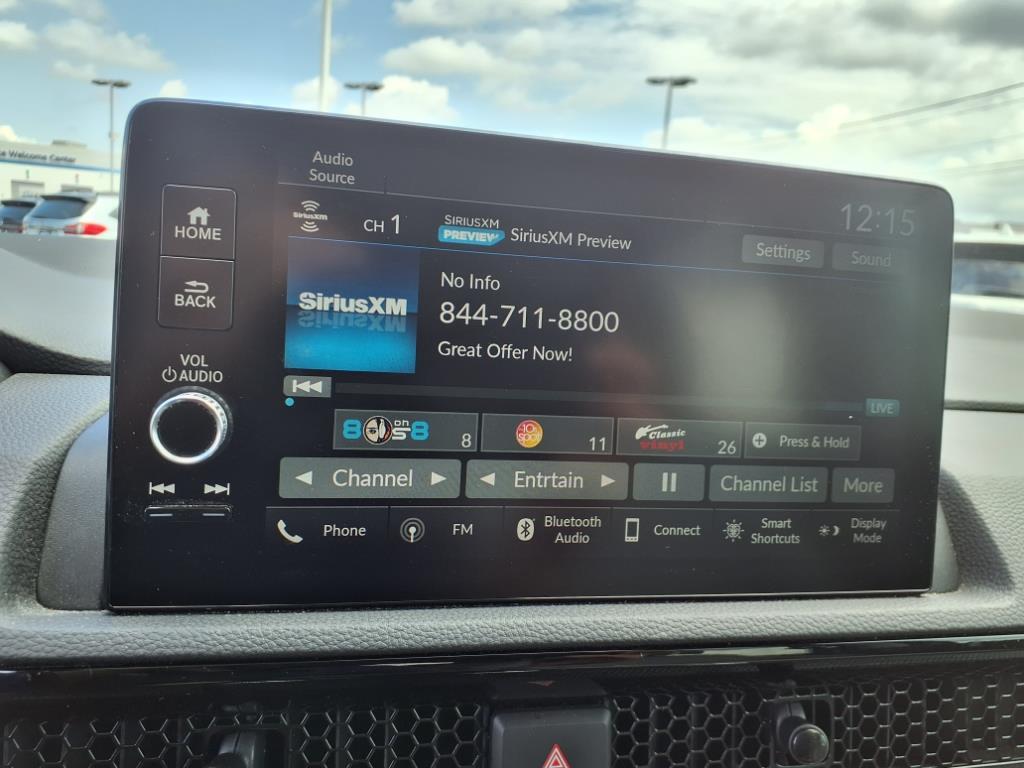 Welcome Center
Audio
Source
12:15
HOME
SiriusXM
CH 1
SIRIUSXM
PREVIEW
SiriusXM Preview
Settings
Sound
BACK
SiriusXM
No Info
844-711-8800
Great Offer Now!
VOL
AUDIO
LIVE
80s on 8
8
10s spot
11
Classic
vinyl
26
Press & Hold
Channel
Entrtain
Channel List
More
Phone
FM
Bluetooth
Audio
Connect
Smart
Shortcuts
Display
Mode